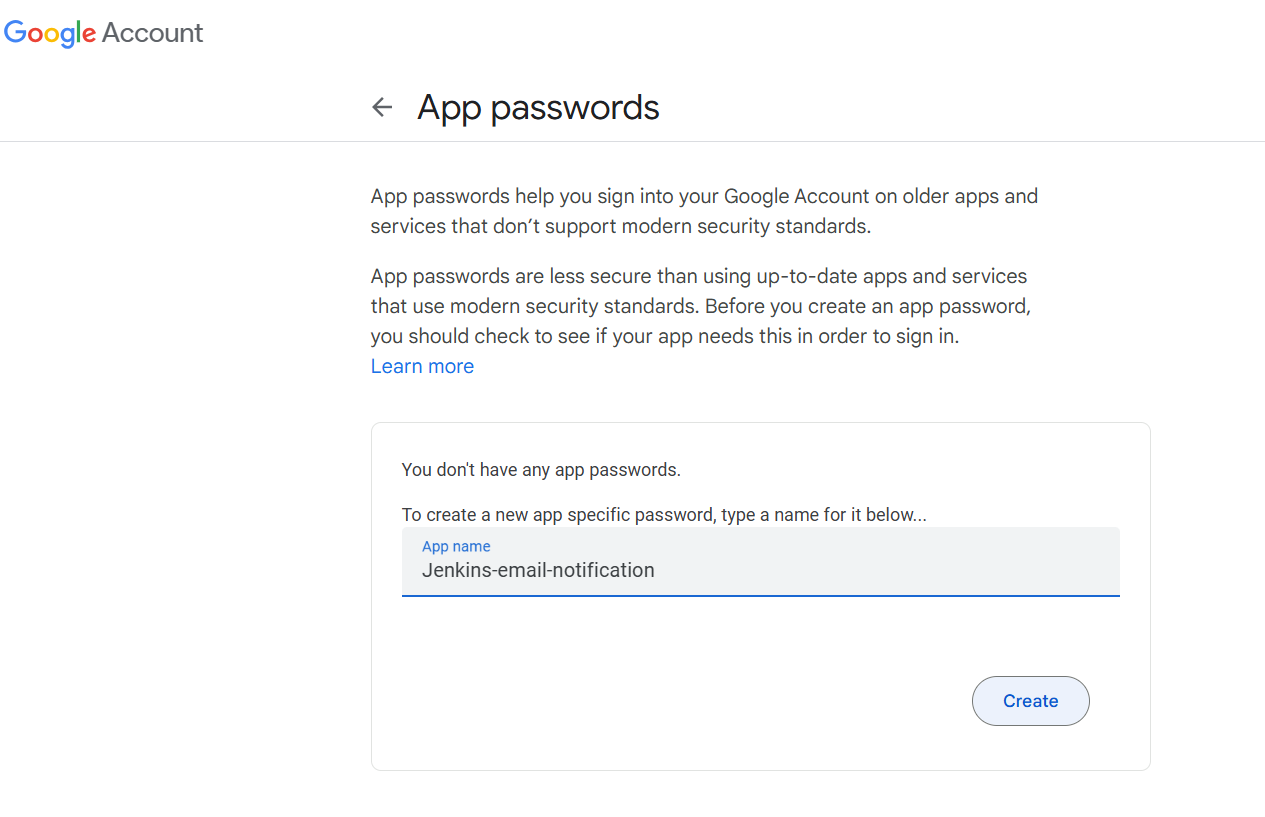 Google Account
App passwords
App passwords help you sign into your Google Account on older apps and
services that don’t support modern security standards.
App passwords are less secure than using up-to-date apps and services
that use modern security standards. Before you create an app password,
you should check to see if your app needs this in order to sign in.
Learn more
You don't have any app passwords.
To create a new app specific password, type a name for it below...
App name
Jenkins-email-notification
Create